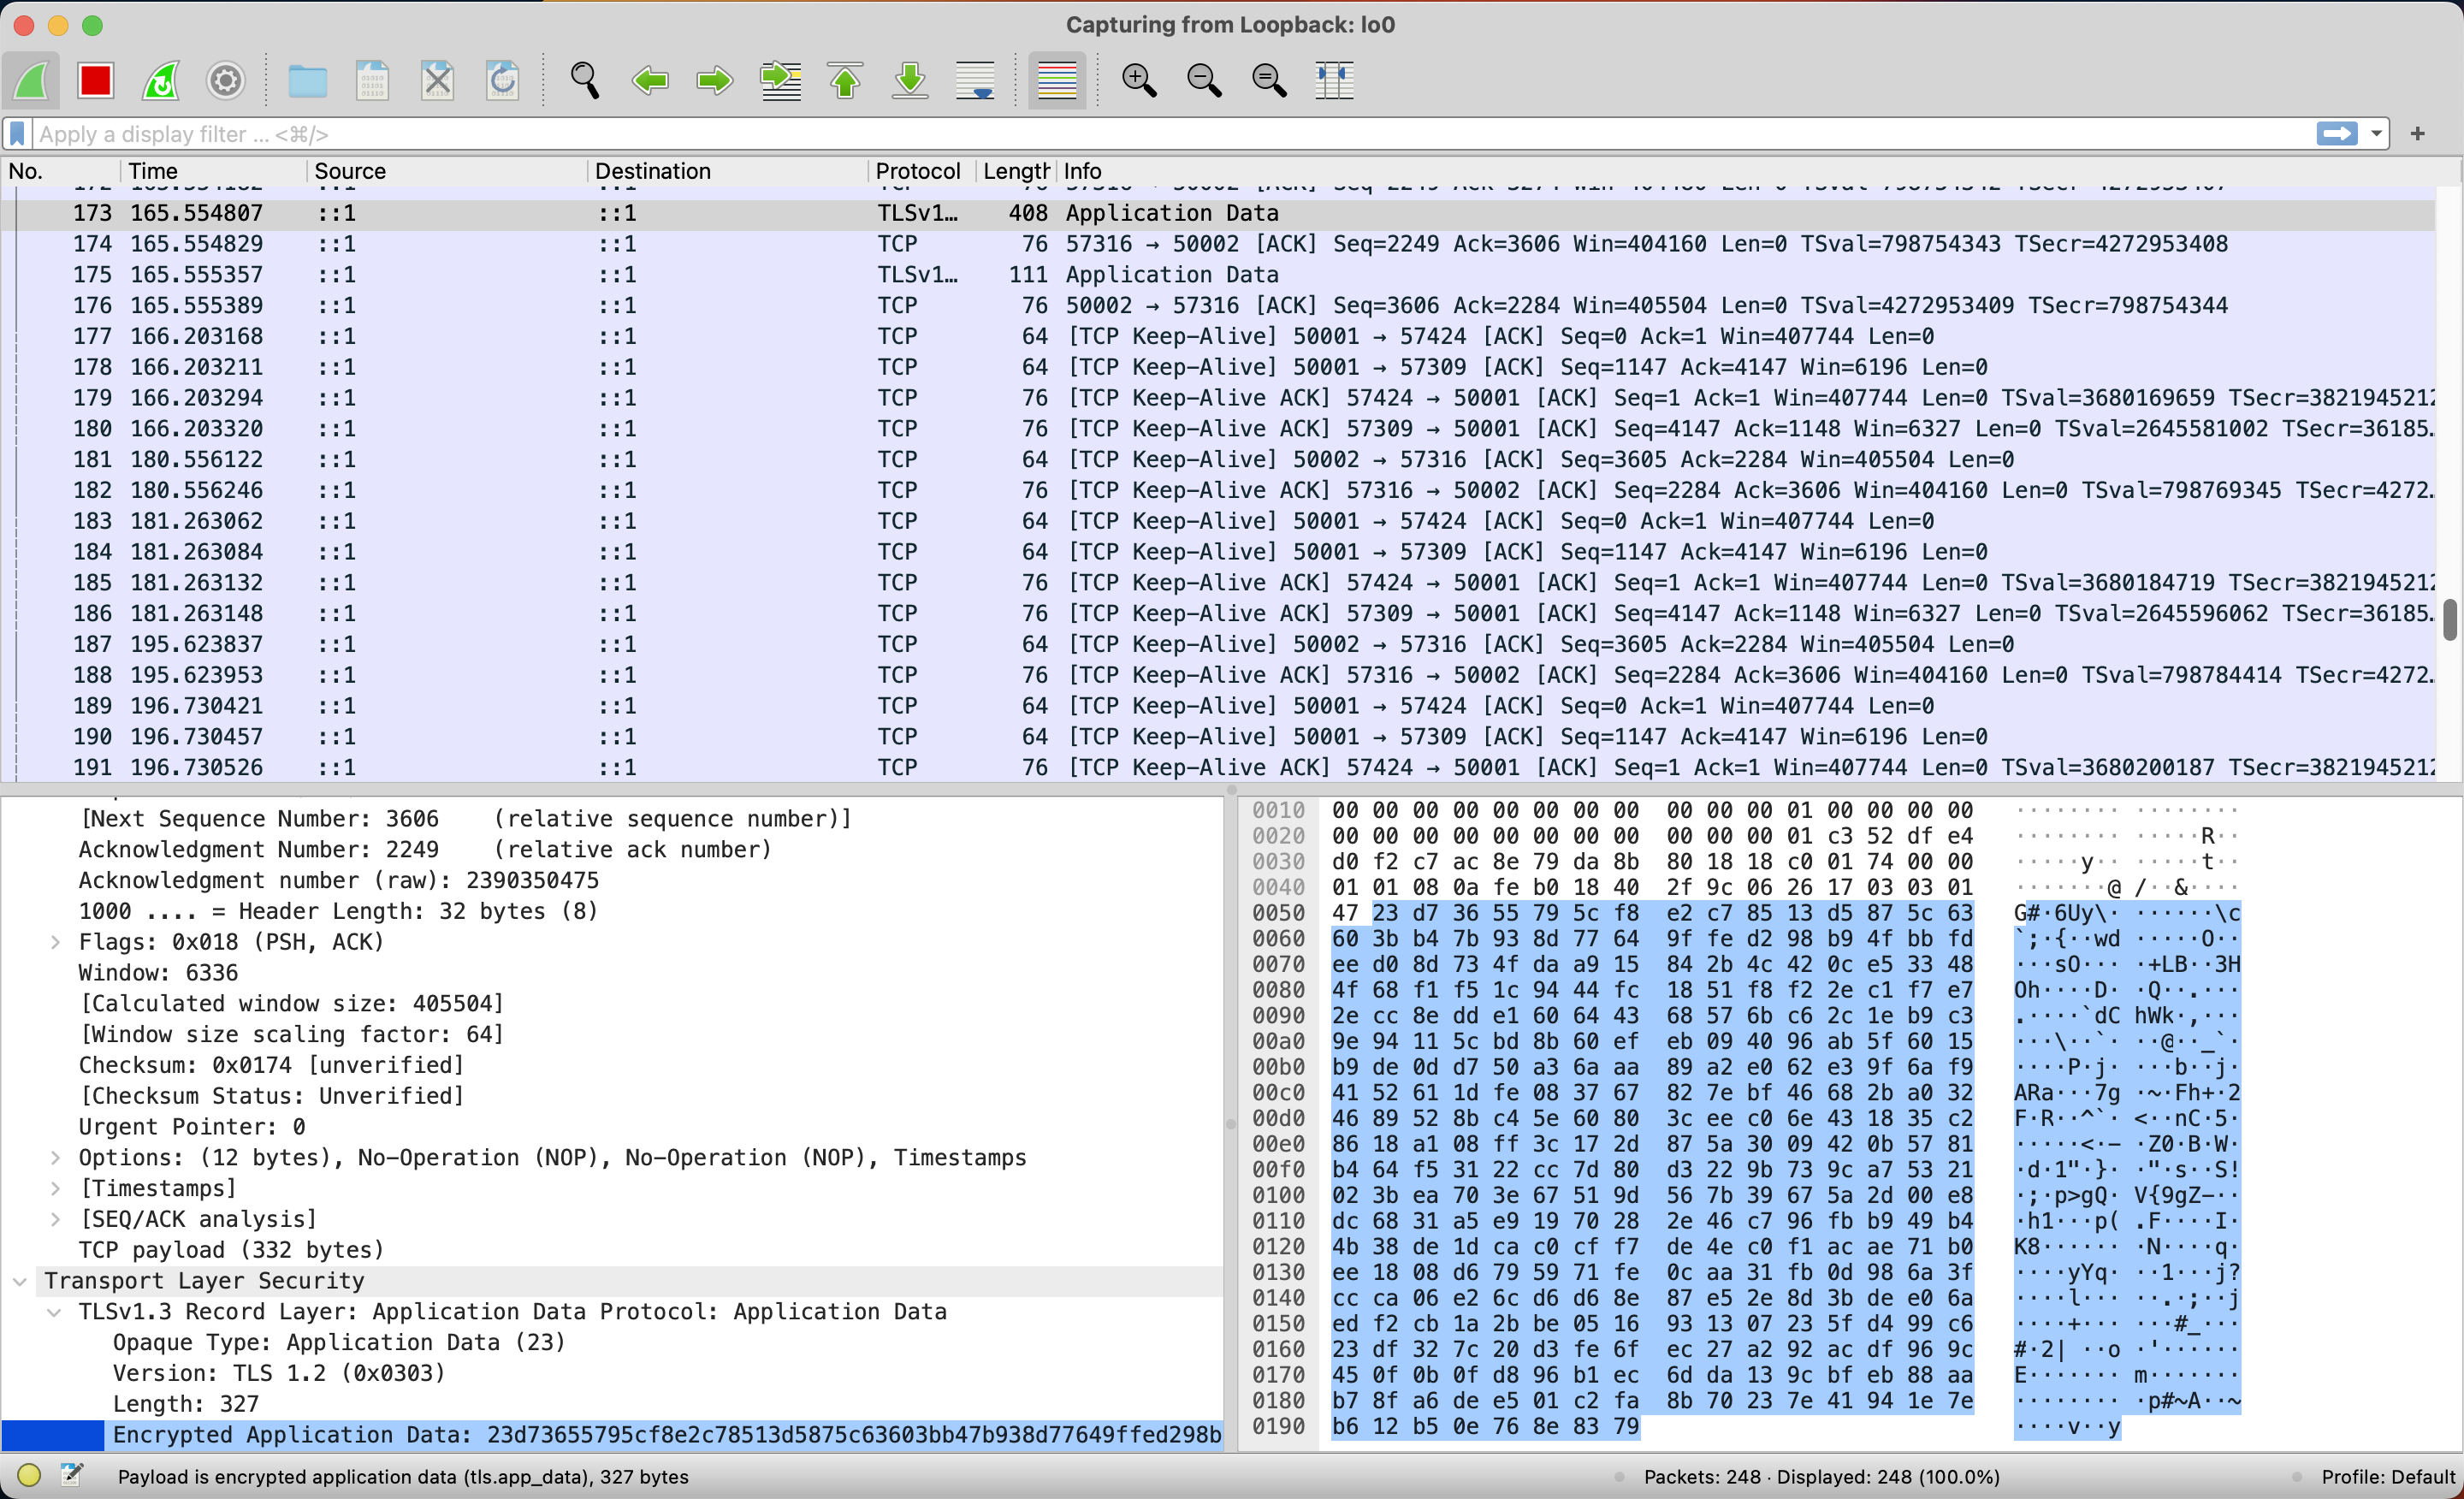 Capturing from Loopback: lo0
Apply a display filter ... <⌘/>
+
No. Time Source Destination Protocol Length Info
173 165.554807 ::1 ::1 TLSv1… 408 Application Data
174 165.554829 ::1 ::1 TCP 76 57316 → 50002 [ACK] Seq=2249 Ack=3606 Win=404160 Len=0 TSval=798754343 TSecr=4272953408
175 165.555357 ::1 ::1 TLSv1… 111 Application Data
176 165.555389 ::1 ::1 TCP 76 50002 → 57316 [ACK] Seq=3606 Ack=2284 Win=405504 Len=0 TSval=4272953409 TSecr=798754344
177 166.203168 ::1 ::1 TCP 64 [TCP Keep-Alive] 50001 → 57424 [ACK] Seq=0 Ack=1 Win=407744 Len=0
178 166.203211 ::1 ::1 TCP 64 [TCP Keep-Alive] 50001 → 57309 [ACK] Seq=1147 Ack=4147 Win=6196 Len=0
179 166.203294 ::1 ::1 TCP 76 [TCP Keep-Alive ACK] 57424 → 50001 [ACK] Seq=1 Ack=1 Win=407744 Len=0 TSval=3680169659 TSecr=3821945212
180 166.203320 ::1 ::1 TCP 76 [TCP Keep-Alive ACK] 57309 → 50001 [ACK] Seq=4147 Ack=1148 Win=6327 Len=0 TSval=2645581002 TSecr=36185…
181 180.556122 ::1 ::1 TCP 64 [TCP Keep-Alive] 50002 → 57316 [ACK] Seq=3605 Ack=2284 Win=405504 Len=0
182 180.556246 ::1 ::1 TCP 76 [TCP Keep-Alive ACK] 57316 → 50002 [ACK] Seq=2284 Ack=3606 Win=404160 Len=0 TSval=798769345 TSecr=4272…
183 181.263062 ::1 ::1 TCP 64 [TCP Keep-Alive] 50001 → 57424 [ACK] Seq=0 Ack=1 Win=407744 Len=0
184 181.263084 ::1 ::1 TCP 64 [TCP Keep-Alive] 50001 → 57309 [ACK] Seq=1147 Ack=4147 Win=6196 Len=0
185 181.263132 ::1 ::1 TCP 76 [TCP Keep-Alive ACK] 57424 → 50001 [ACK] Seq=1 Ack=1 Win=407744 Len=0 TSval=3680184719 TSecr=3821945212
186 181.263148 ::1 ::1 TCP 76 [TCP Keep-Alive ACK] 57309 → 50001 [ACK] Seq=4147 Ack=1148 Win=6327 Len=0 TSval=2645596062 TSecr=36185…
187 195.623837 ::1 ::1 TCP 64 [TCP Keep-Alive] 50002 → 57316 [ACK] Seq=3605 Ack=2284 Win=405504 Len=0
188 195.623953 ::1 ::1 TCP 76 [TCP Keep-Alive ACK] 57316 → 50002 [ACK] Seq=2284 Ack=3606 Win=404160 Len=0 TSval=798784414 TSecr=4272…
189 196.730421 ::1 ::1 TCP 64 [TCP Keep-Alive] 50001 → 57424 [ACK] Seq=0 Ack=1 Win=407744 Len=0
190 196.730457 ::1 ::1 TCP 64 [TCP Keep-Alive] 50001 → 57309 [ACK] Seq=1147 Ack=4147 Win=6196 Len=0
191 196.730526 ::1 ::1 TCP 76 [TCP Keep-Alive ACK] 57424 → 50001 [ACK] Seq=1 Ack=1 Win=407744 Len=0 TSval=3680200187 TSecr=3821945212
[Next Sequence Number: 3606 (relative sequence number)]
Acknowledgment Number: 2249 (relative ack number)
Acknowledgment number (raw): 2390350475
1000 .... = Header Length: 32 bytes (8)
Flags: 0x018 (PSH, ACK)
Window: 6336
[Calculated window size: 405504]
[Window size scaling factor: 64]
Checksum: 0x0174 [unverified]
[Checksum Status: Unverified]
Urgent Pointer: 0
Options: (12 bytes), No-Operation (NOP), No-Operation (NOP), Timestamps
[Timestamps]
[SEQ/ACK analysis]
TCP payload (332 bytes)
Transport Layer Security
TLSv1.3 Record Layer: Application Data Protocol: Application Data
Opaque Type: Application Data (23)
Version: TLS 1.2 (0x0303)
Length: 327
Encrypted Application Data: 23d73655795cf8e2c78513d5875c63603bb47b938d77649ffed298b
0010 00 00 00 00 00 00 00 00 00 00 00 01 00 00 00 00 ········ ········
0020 00 00 00 00 00 00 00 00 00 00 00 01 c3 52 df e4 ········ ·····R··
0030 d0 f2 c7 ac 8e 79 da 8b 80 18 18 c0 01 74 00 00 ·····y·· ·····t··
0040 01 01 08 0a fe b0 18 40 2f 9c 06 26 17 03 03 01 ·······@ /··&····
0050 47 23 d7 36 55 79 5c f8 e2 c7 85 13 d5 87 5c 63 G#·6Uy\· ······\c
0060 60 3b b4 7b 93 8d 77 64 9f fe d2 98 b9 4f bb fd `;·{··wd ·····O··
0070 ee d0 8d 73 4f da a9 15 84 2b 4c 42 0c e5 33 48 ···sO··· ·+LB··3H
0080 4f 68 f1 f5 1c 94 44 fc 18 51 f8 f2 2e c1 f7 e7 Oh····D· ·Q··.···
0090 2e cc 8e dd e1 60 64 43 68 57 6b c6 2c 1e b9 c3 .····`dC hWk·,···
00a0 9e 94 11 5c bd 8b 60 ef eb 09 40 96 ab 5f 60 15 ···\··`· ··@··_`·
00b0 b9 de 0d d7 50 a3 6a aa 89 a2 e0 62 e3 9f 6a f9 ····P·j· ···b··j·
00c0 41 52 61 1d fe 08 37 67 82 7e bf 46 68 2b a0 32 ARa···7g ·~·Fh+·2
00d0 46 89 52 8b c4 5e 60 80 3c ee c0 6e 43 18 35 c2 F·R··^`· <··nC·5·
00e0 86 18 a1 08 ff 3c 17 2d 87 5a 30 09 42 0b 57 81 ·····<·- ·Z0·B·W·
00f0 b4 64 f5 31 22 cc 7d 80 d3 22 9b 73 9c a7 53 21 ·d·1"·}· ·"·s··S!
0100 02 3b ea 70 3e 67 51 9d 56 7b 39 67 5a 2d 00 e8 ·;·p>gQ· V{9gZ-··
0110 dc 68 31 a5 e9 19 70 28 2e 46 c7 96 fb b9 49 b4 ·h1···p( .F····I·
0120 4b 38 de 1d ca c0 cf f7 de 4e c0 f1 ac ae 71 b0 K8······ ·N····q·
0130 ee 18 08 d6 79 59 71 fe 0c aa 31 fb 0d 98 6a 3f ····yYq· ··1···j?
0140 cc ca 06 e2 6c d6 d6 8e 87 e5 2e 8d 3b de e0 6a ····l··· ··.·;··j
0150 ed f2 cb 1a 2b be 05 16 93 13 07 23 5f d4 99 c6 ····+··· ···#_···
0160 23 df 32 7c 20 d3 fe 6f ec 27 a2 92 ac df 96 9c #·2| ··o ·'······
0170 45 0f 0b 0f d8 96 b1 ec 6d da 13 9c bf eb 88 aa E······· m·······
0180 b7 8f a6 de e5 01 c2 fa 8b 70 23 7e 41 94 1e 7e ········ ·p#~A··~
0190 b6 12 b5 0e 76 8e 83 79 ····v··y
Payload is encrypted application data (tls.app_data), 327 bytes
Packets: 248 · Displayed: 248 (100.0%)
Profile: Default